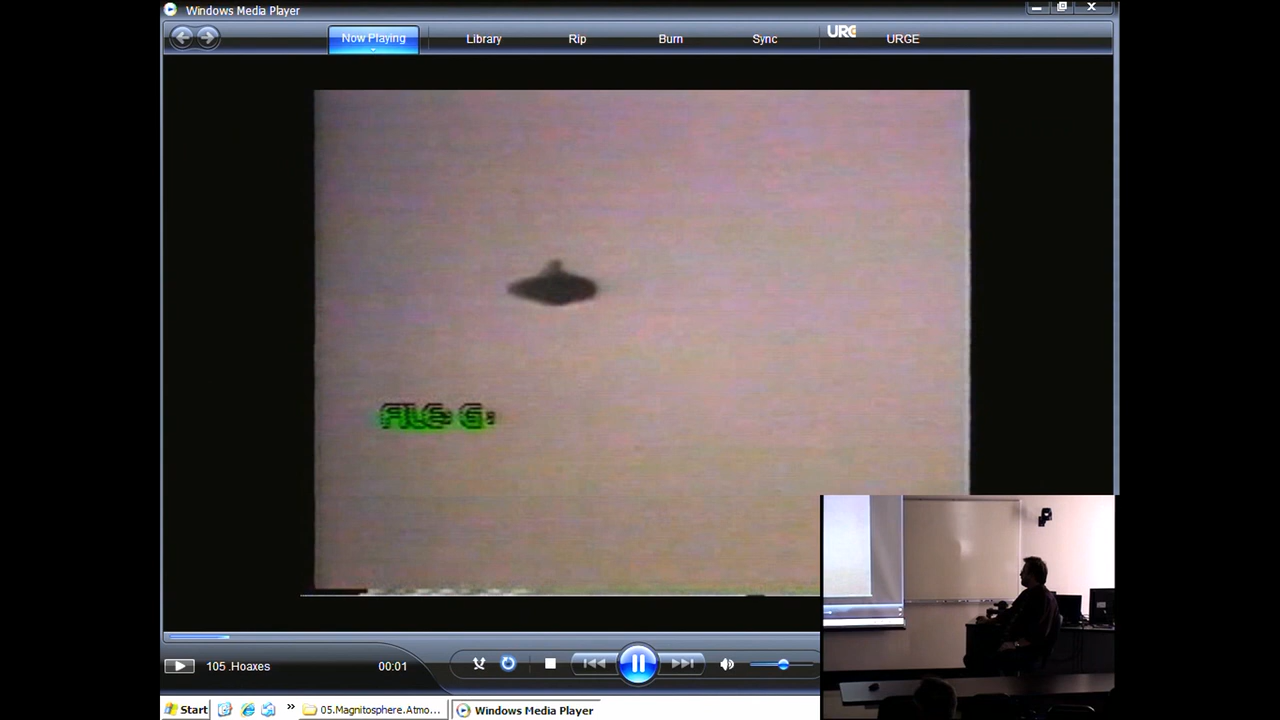 Windows Media Player
Now Playing
Library
Rip
Burn
Sync
URGE
105 .Hoaxes
00:01
Start
»
05.Magnitosphere.Atmo...
Windows Media Player